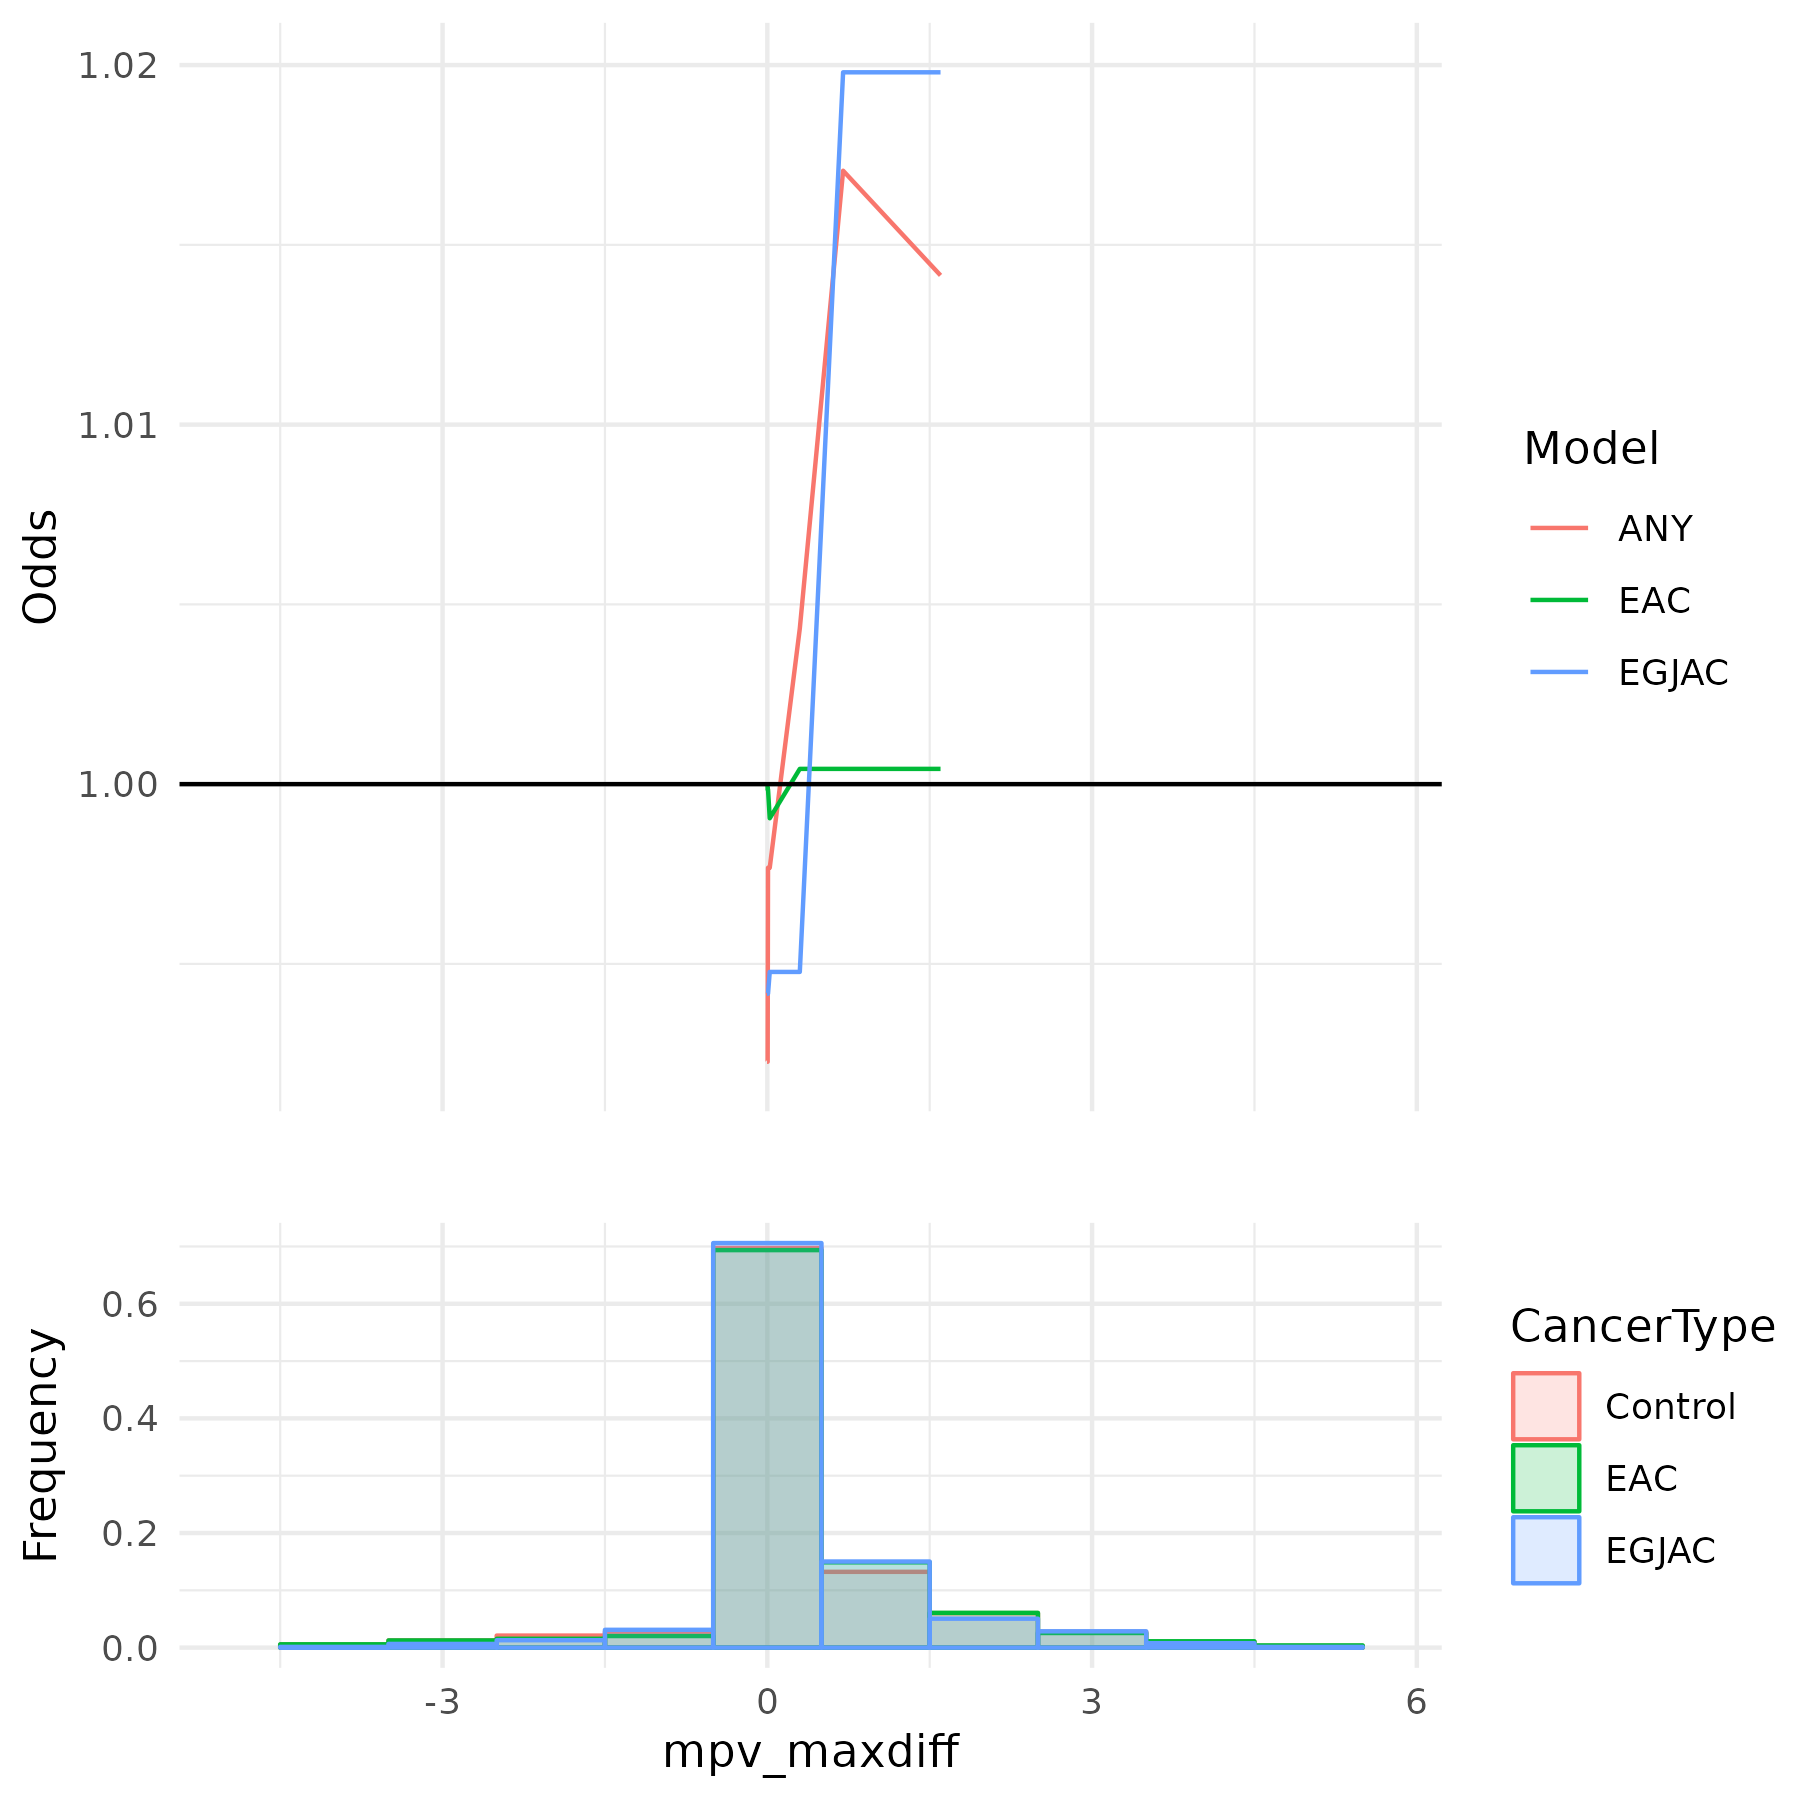 1.02
1.01
1.00
Odds
Model
ANY
EAC
EGJAC
0.6
0.4
0.2
0.0
Frequency
-3
0
3
6
mpv_maxdiff
CancerType
Control
EAC
EGJAC